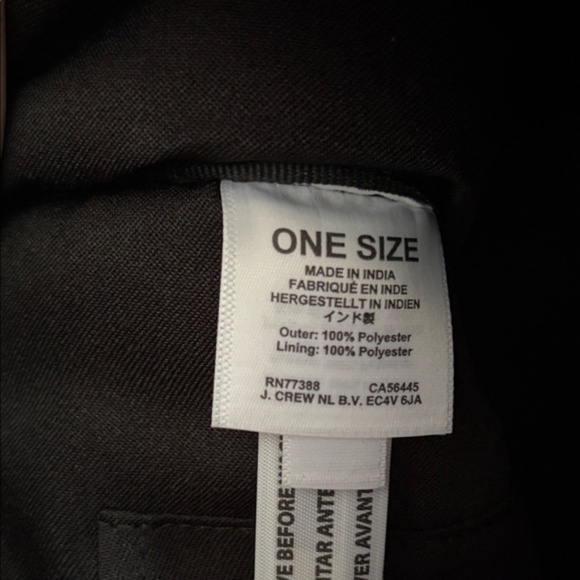 ONE SIZE
MADE IN INDIA
FABRIQUÉ EN INDE
HERGESTELLT IN INDIEN
インド製
Outer: 100% Polyester
Lining: 100% Polyester
RN77388 CA56445
J. CREW NL B.V. EC4V 6JA
VE BEFORE
TAR ANTE
VER AVANT